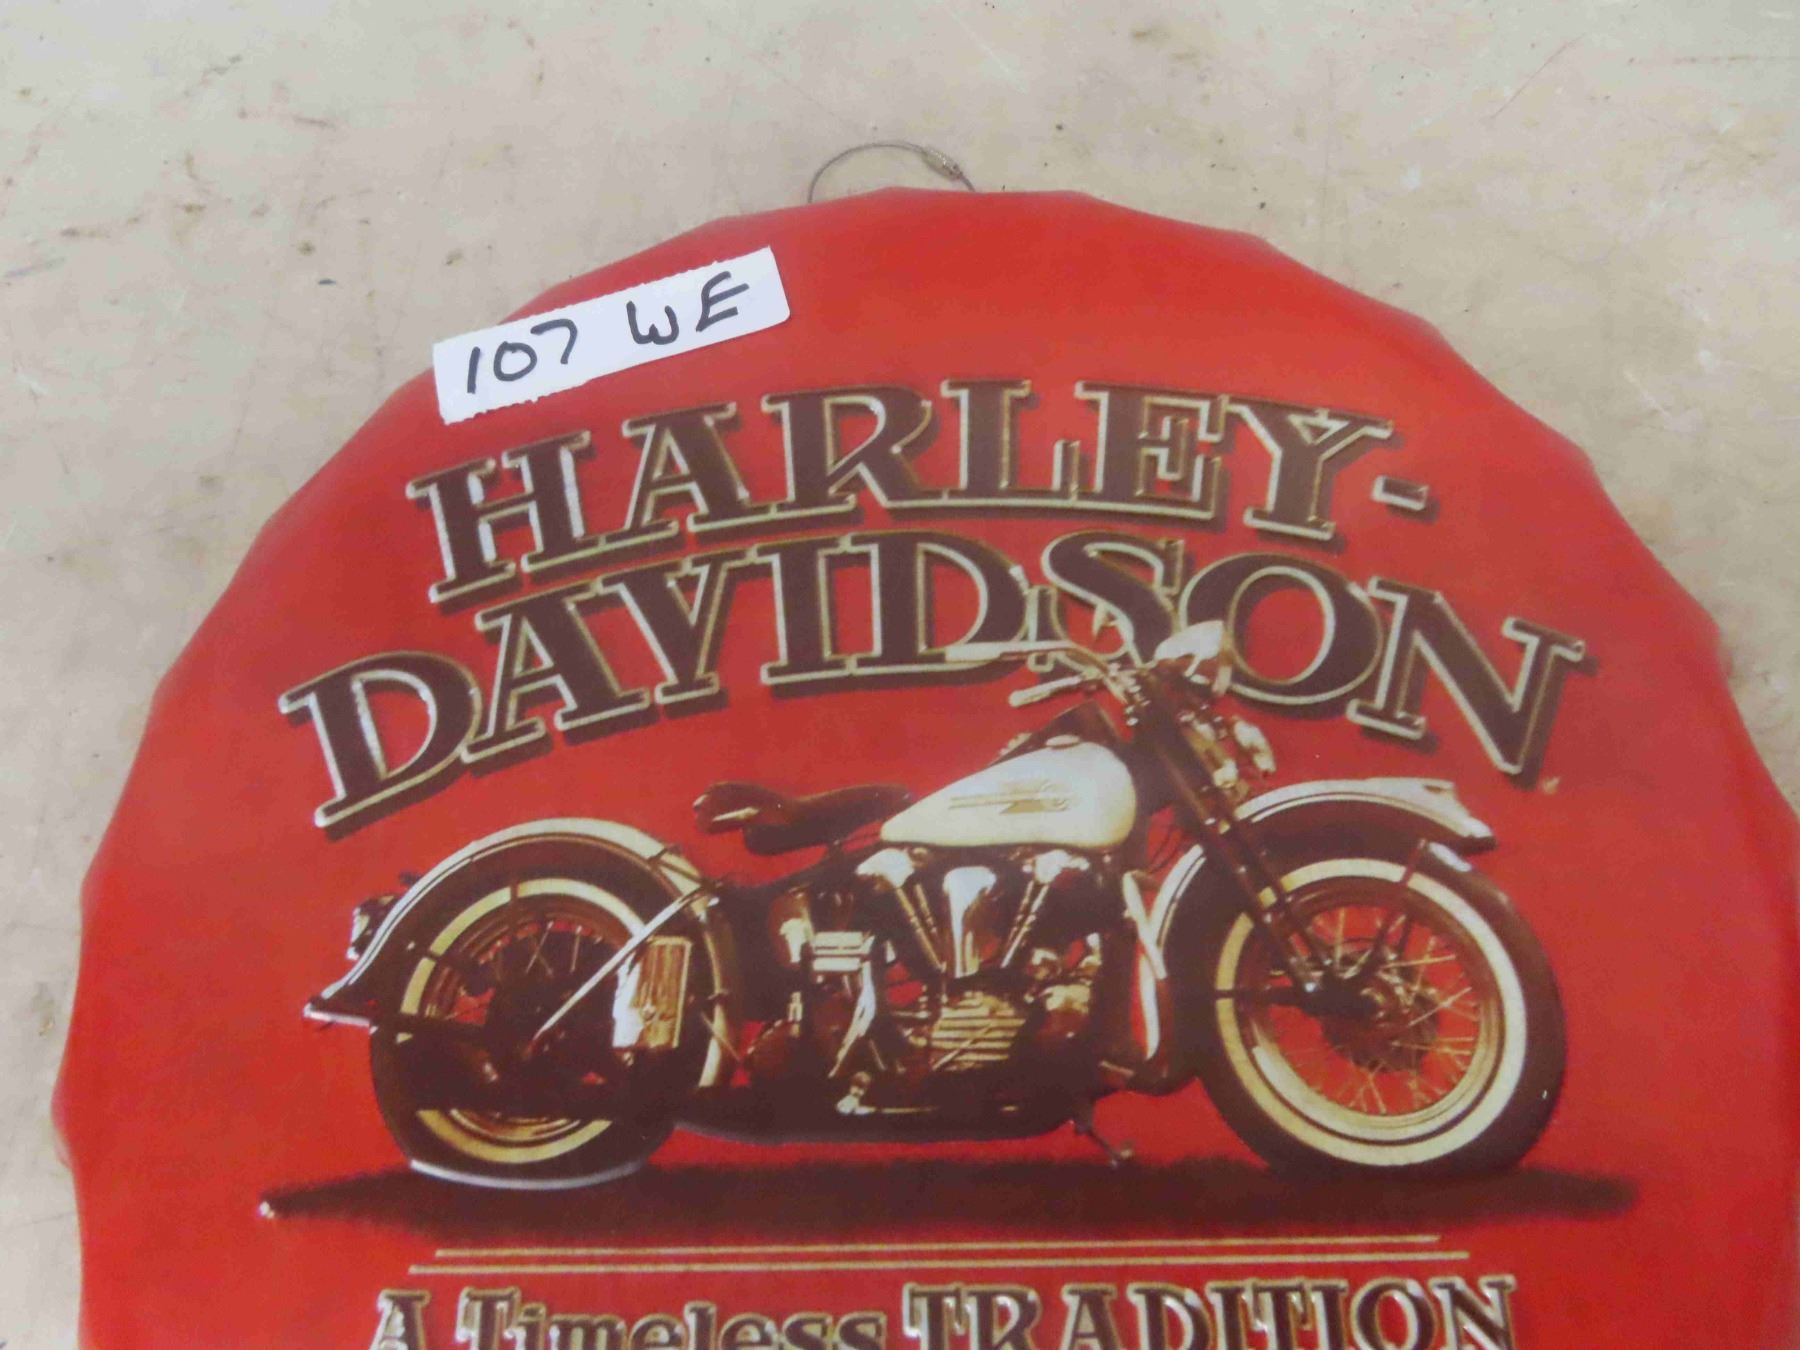 107 WE
HARLEY-
DAVIDSON
A Timeless TRADITION